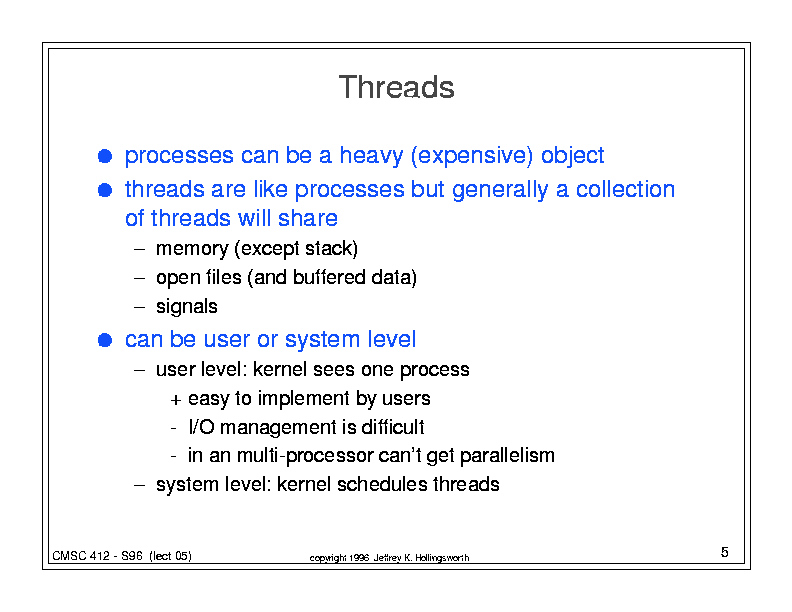 Threads
● processes can be a heavy (expensive) object
● threads are like processes but generally a collection
of threads will share
– memory (except stack)
– open files (and buffered data)
– signals
● can be user or system level
– user level: kernel sees one process
+ easy to implement by users
- I/O management is difficult
- in an multi-processor can't get parallelism
– system level: kernel schedules threads
CMSC 412 - S96 (lect 05)
copyright 1996 Jeffrey K. Hollingsworth
5